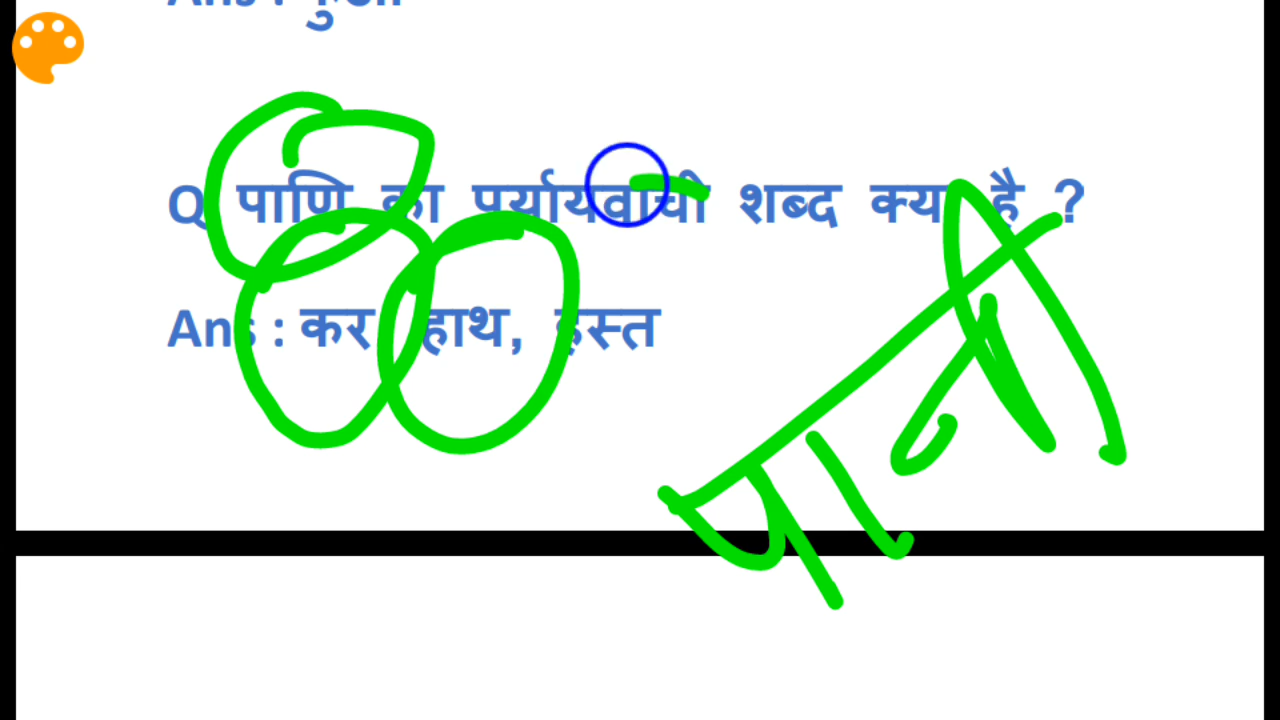 Q पाणि का पर्यायवाची शब्द क्या है ?
Ans : कर हाथ, हस्त
पानी